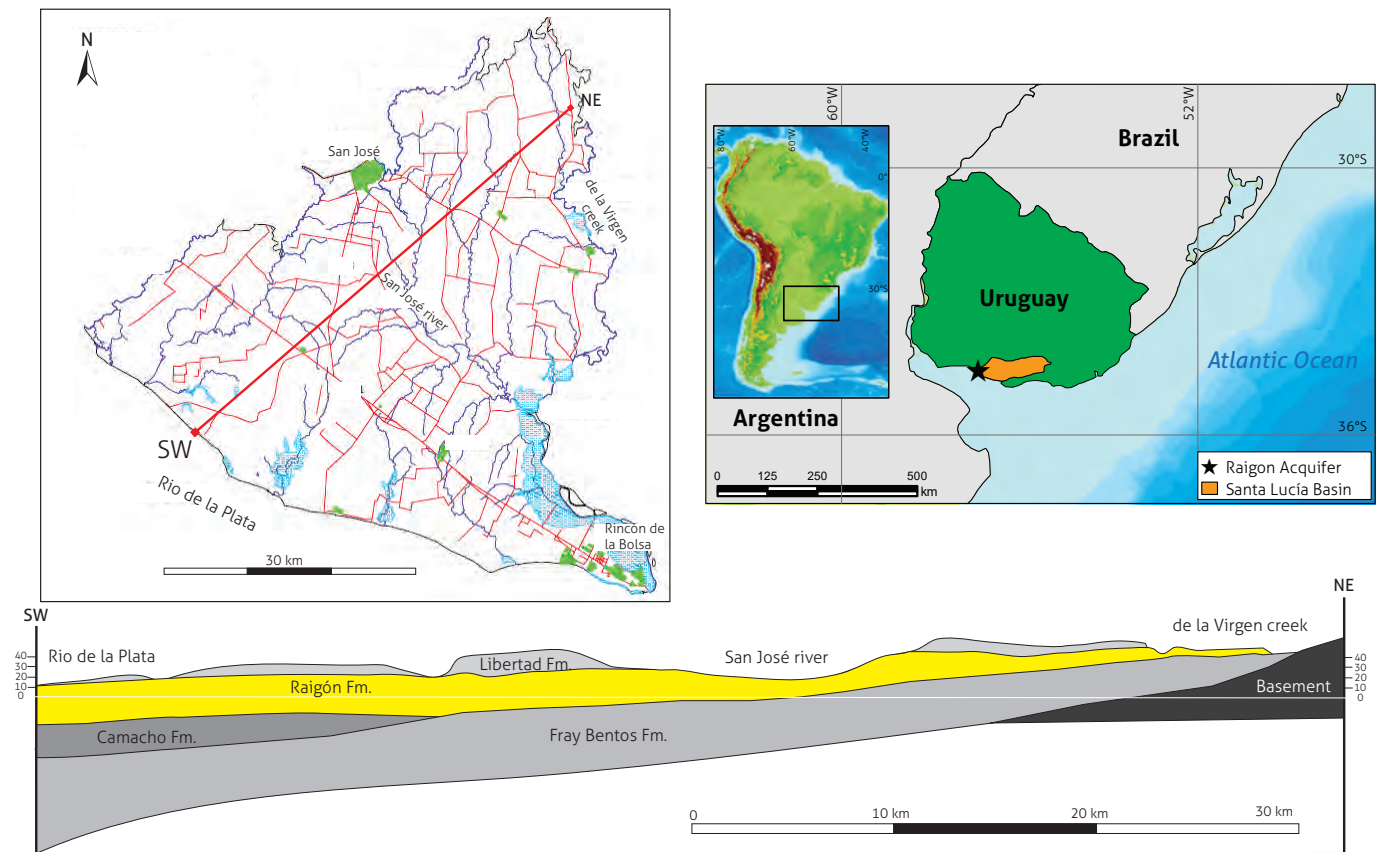 N
NE
San José
de la Virgen
creek
San José river
SW
Rio de la Plata
Rincón de
la Bolsa
30 km
60°W
52°W
Brazil
30°S
80°W
60°W
40°W
0°
30°S
Uruguay
Atlantic Ocean
Argentina
36°S
0 125 250 500
km
Raigon Acquifer
Santa Lucía Basin
SW
NE
de la Virgen creek
Rio de la Plata
San José river
Libertad Fm.
40
30
20
10
0
40
30
20
10
0
Raigón Fm.
Basement
Camacho Fm.
Fray Bentos Fm.
0 10 km 20 km 30 km